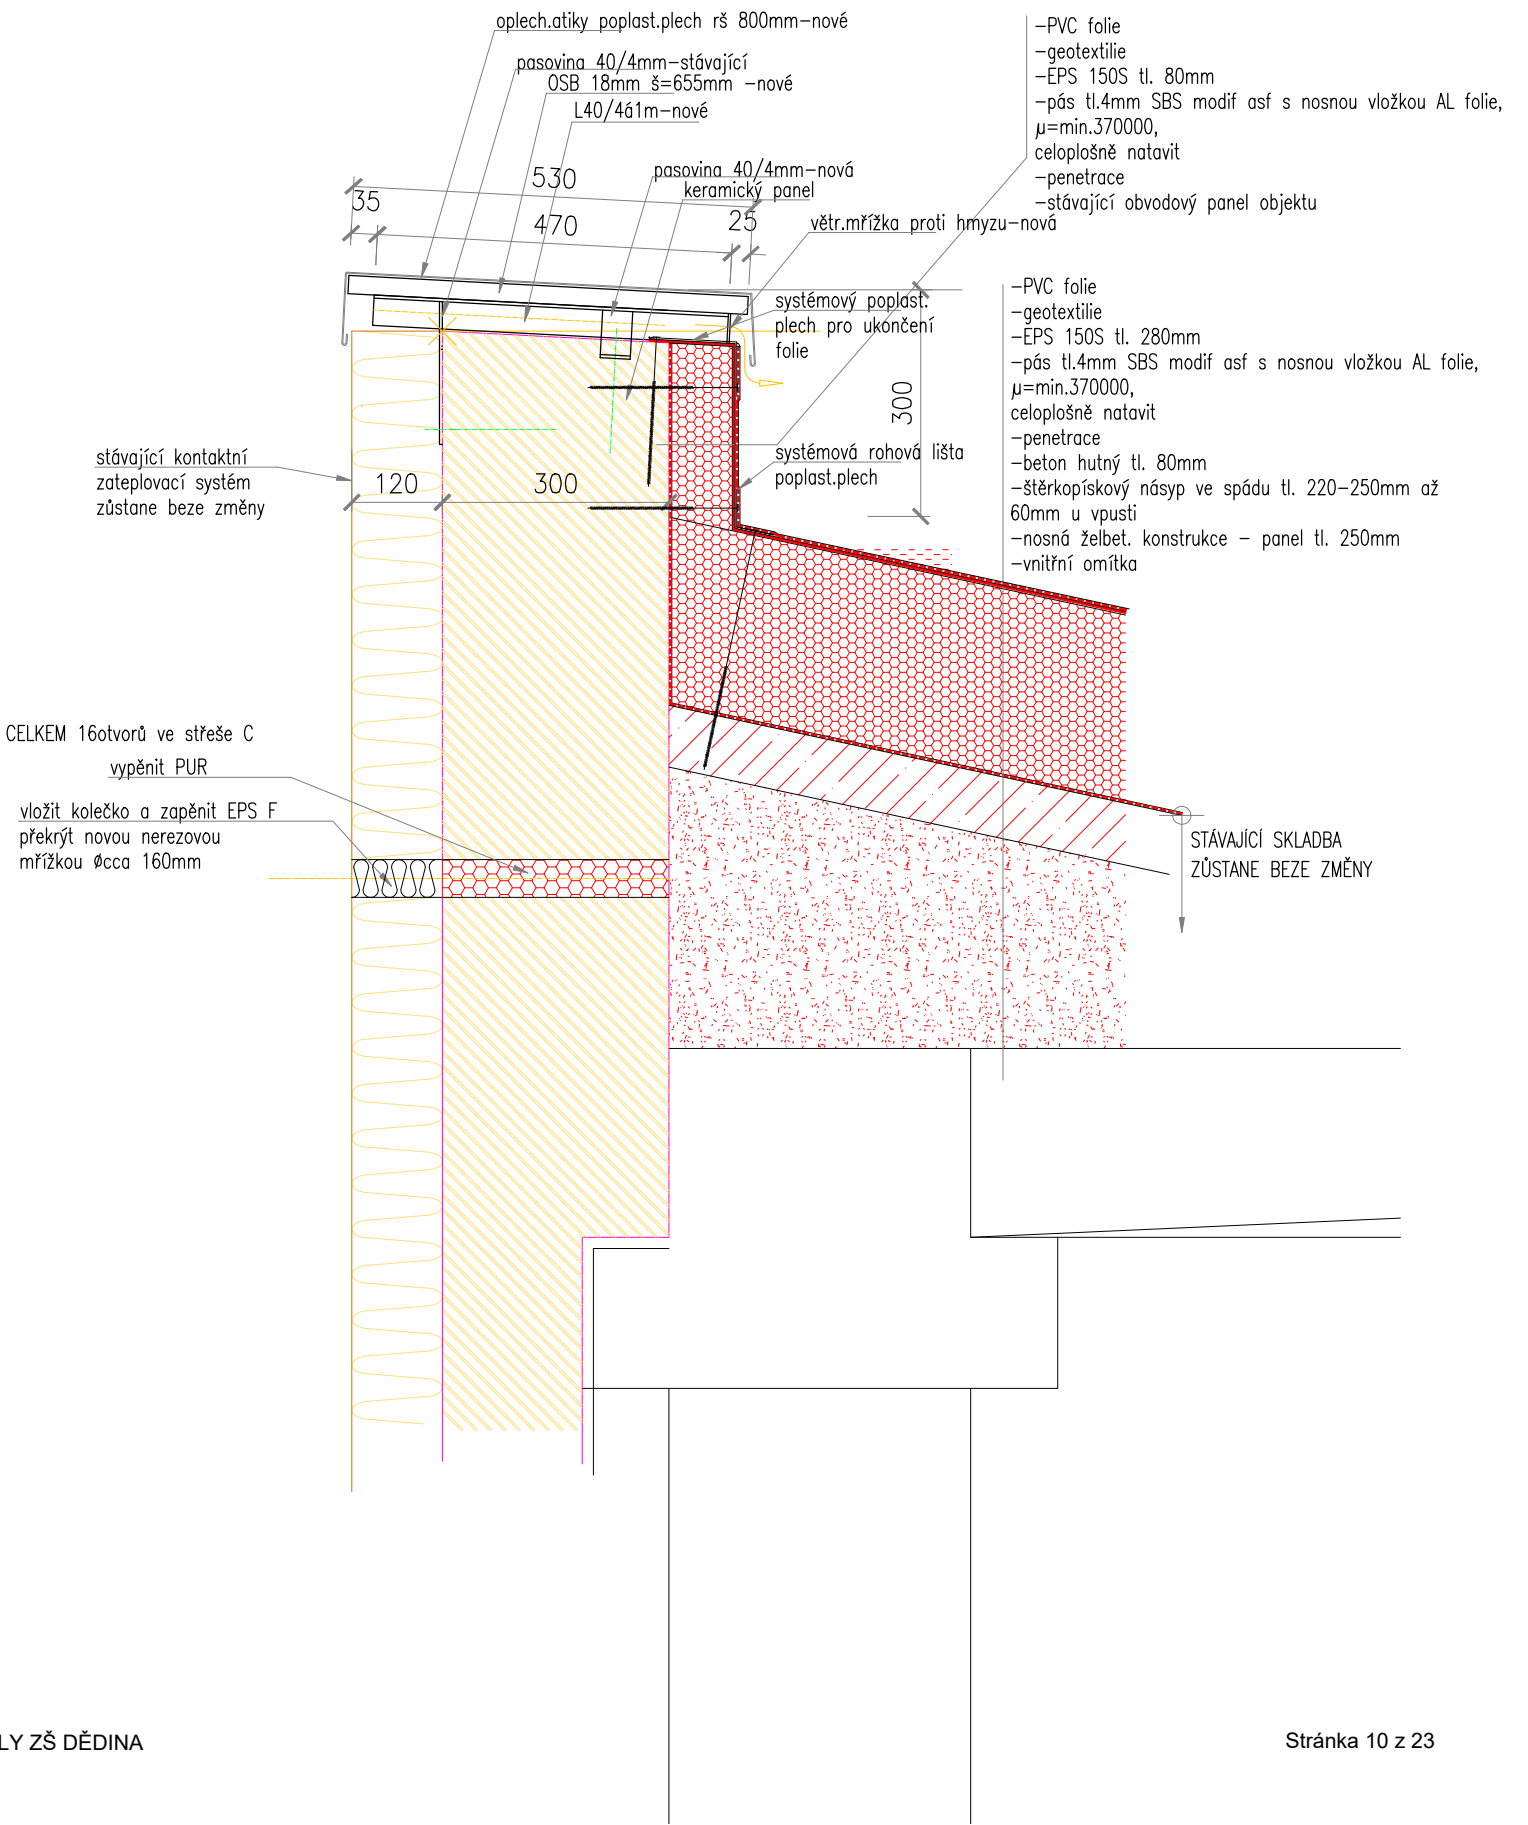 oplech.atiky poplast.plech rš 800mm-nové
pasovina 40/4mm-stávající
OSB 18mm š=655mm -nové
L40/4á1m-nové
pasovina 40/4mm-nová
keramický panel
větr.mřížka proti hmyzu-nová
530
35
470
25
-PVC folie
-geotextilie
-EPS 150S tl. 80mm
-pás tl.4mm SBS modif asf s nosnou vložkou AL folie,
μ=min.370000,
celoplošně natavit
-penetrace
-stávající obvodový panel objektu
systémový poplast.
plech pro ukončení
folie
300
-PVC folie
-geotextilie
-EPS 150S tl. 280mm
-pás tl.4mm SBS modif asf s nosnou vložkou AL folie,
μ=min.370000,
celoplošně natavit
-penetrace
-beton hutný tl. 80mm
-štěrkopískový násyp ve spádu tl. 220-250mm až
60mm u vpusti
-nosná želbet. konstrukce - panel tl. 250mm
-vnitřní omítka
systémová rohová lišta
poplast.plech
stávající kontaktní
zateplovací systém
zůstane beze změny
120
300
CELKEM 16otvorů ve střeše C
vypěnit PUR
vložit kolečko a zapěnit EPS F
překrýt novou nerezovou
mřížkou øcca 160mm
STÁVAJÍCÍ SKLADBA
ZŮSTANE BEZE ZMĚNY
LY ZŠ DĚDINA
Stránka 10 z 23